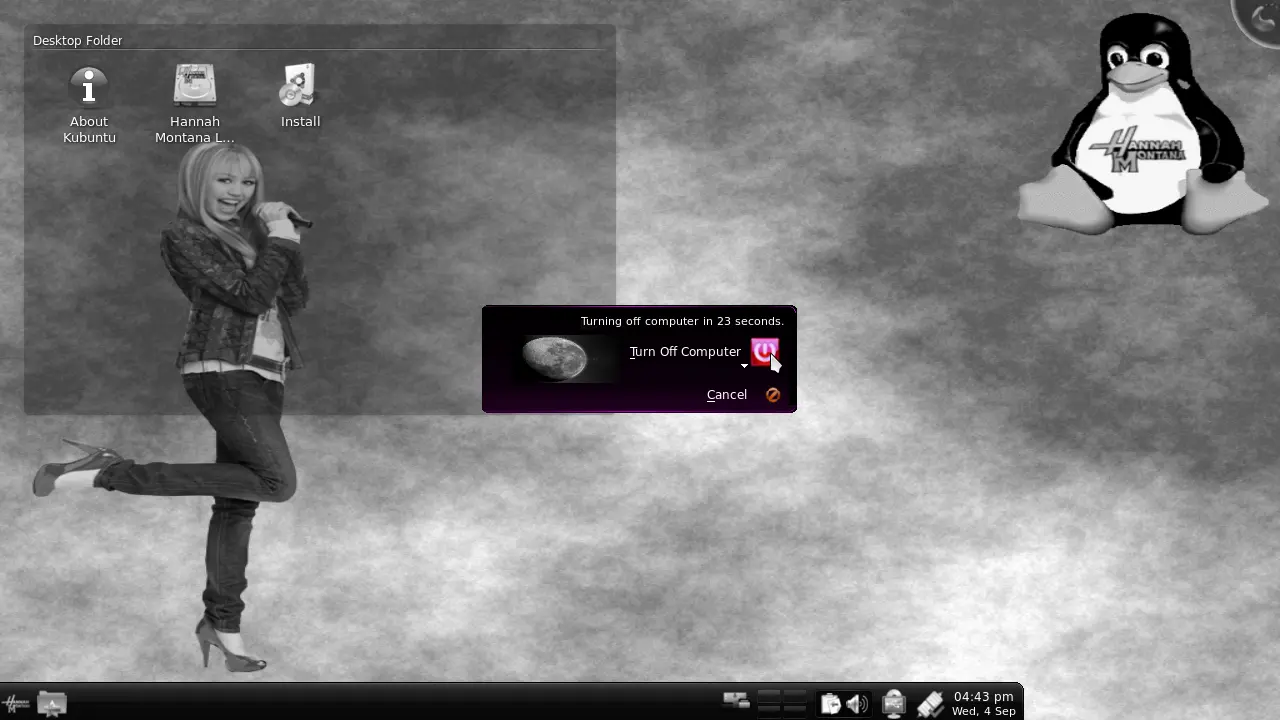 Desktop Folder
About
Kubuntu
Hannah
Montana L...
Install
HANNAH
MONTANA
Turning off computer in 23 seconds.
Turn Off Computer
Cancel
04:43 pm
Wed, 4 Sep